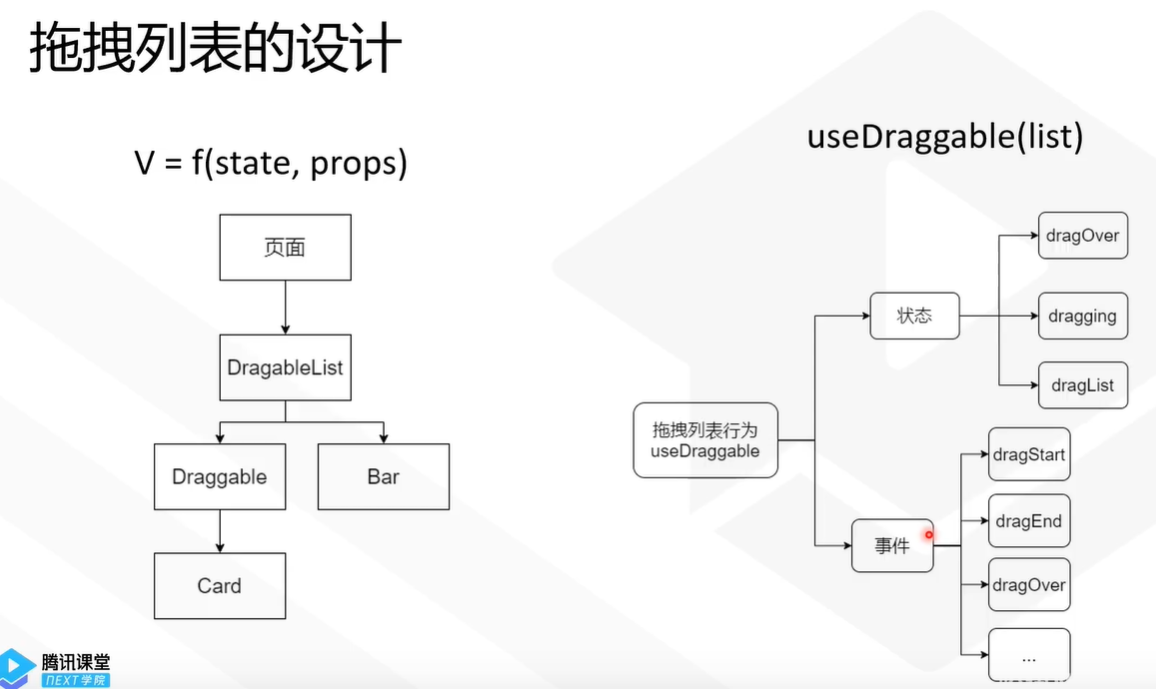 拖拽列表的设计
V = f(state, props)
页面
DragableList
Draggable
Bar
Card
useDraggable(list)
拖拽列表行为
useDraggable
状态
dragOver
dragging
dragList
事件
dragStart
dragEnd
dragOver
...
腾讯课堂
NEXT学院